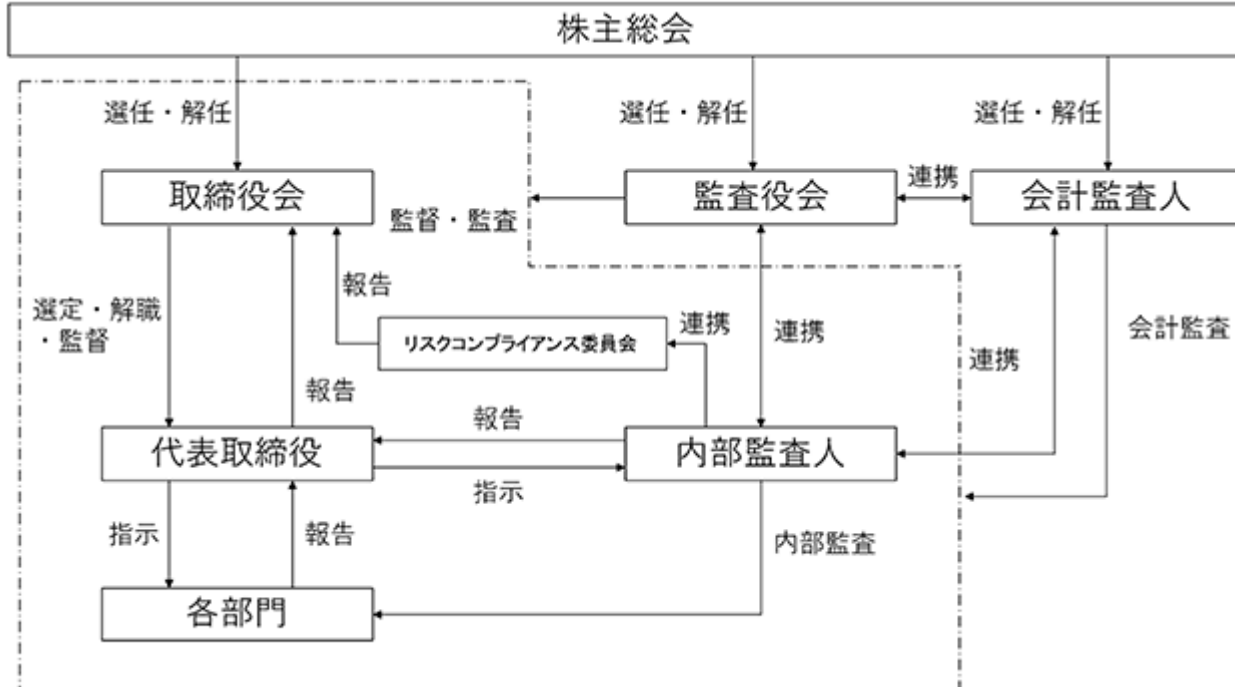 株主総会
選任・解任
選任・解任
選任・解任
取締役会
監査役会
連携
会計監査人
監督・監査
報告
選定・解職
・監督
リスクコンプライアンス委員会
連携
連携
会計監査
連携
報告
報告
代表取締役
内部監査人
指示
指示
報告
内部監査
各部門